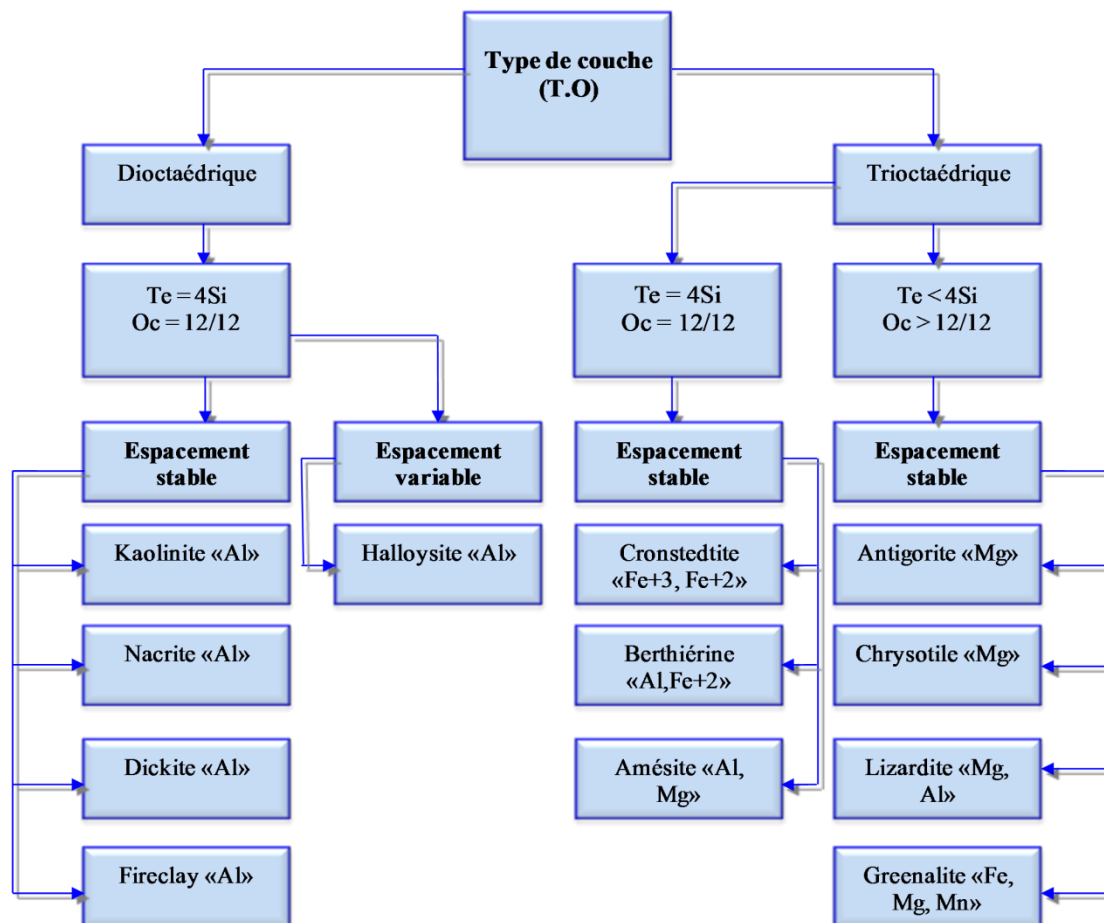 Type de couche
(T.O)
Dioctaédrique
Trioctaédrique
Te = 4Si
Oc = 12/12
Te = 4Si
Oc = 12/12
Te < 4Si
Oc > 12/12
Espacement
stable
Espacement
variable
Espacement
stable
Espacement
stable
Kaolinite «Al»
Halloysite «Al»
Cronstedtite
«Fe+3, Fe+2»
Antigorite «Mg»
Nacrite «Al»
Berthiérine
«Al,Fe+2»
Chrysotile «Mg»
Dickite «Al»
Amésite «Al,
Mg»
Lizardite «Mg,
Al»
Fireclay «Al»
Greenalite «Fe,
Mg, Mn»